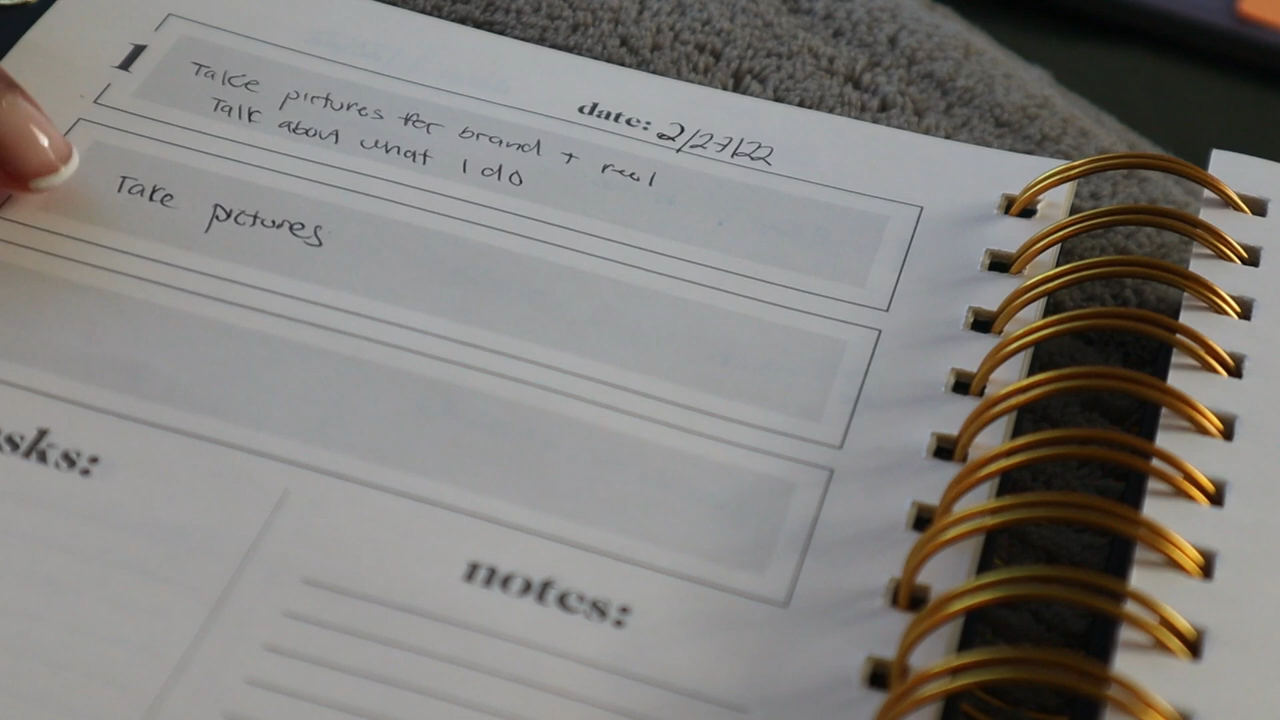 date: 2/27/22
1
Take pictures for brand + reel
Talk about what I do
Take pictures
sks:
notes: